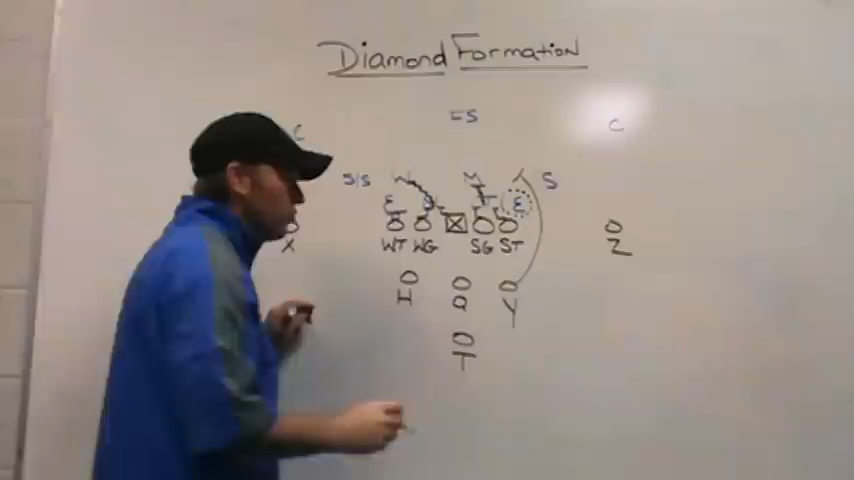 Diamond Formation
FS
C C
S/S W M S
E E
X WT WG SG ST Z
H Q Y
T